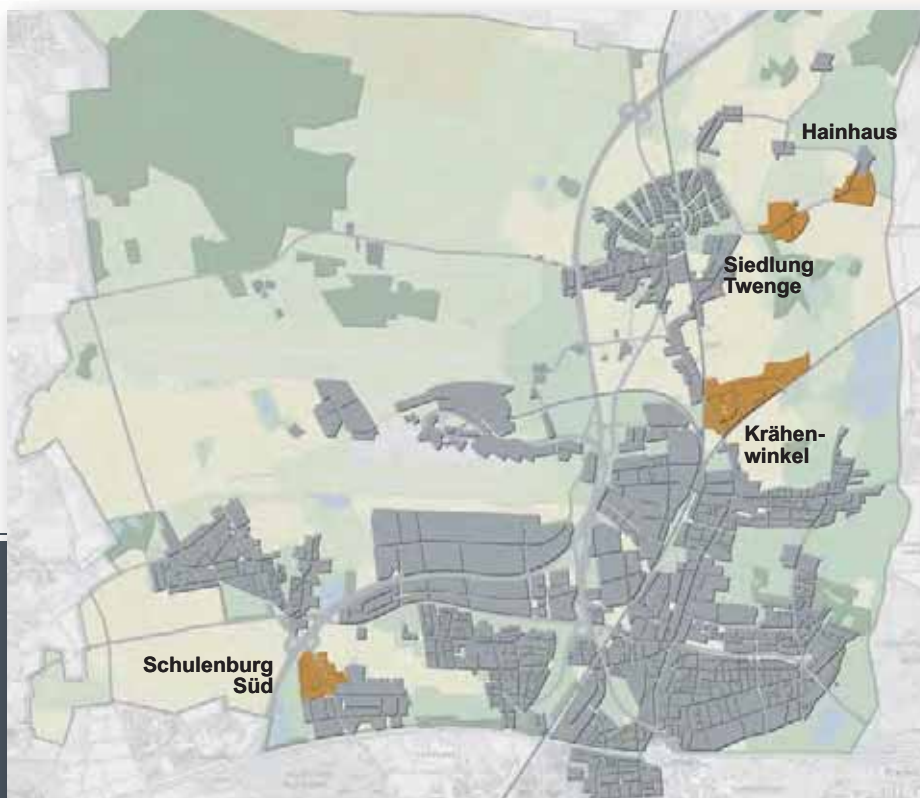 Hainhaus
Siedlung
Twenge
Krähen-
winkel
Schulenburg
Süd